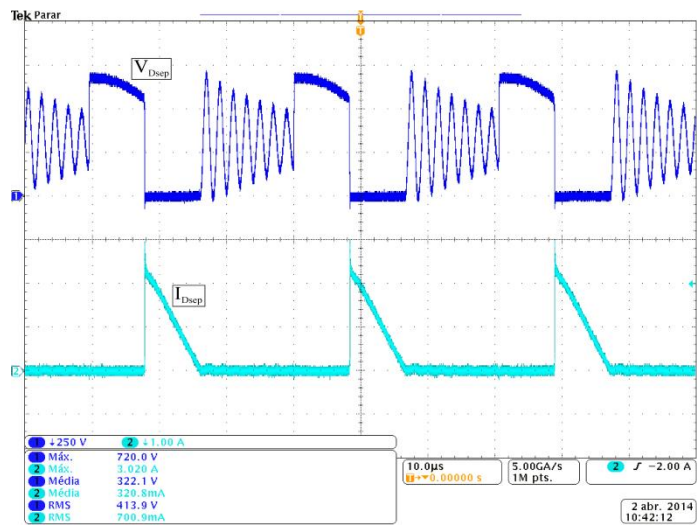 Tek Parar
T
T
VDsep
1
IDsep
2
1 ↓250 V 2 ↓1.00 A
1 Máx. 720.0 V
2 Máx. 3.020 A
1 Média 322.1 V
2 Média 320.8mA
1 RMS 413.9 V
2 RMS 700.9mA
10.0µs
T→▼0.00000 s
5.00GA/s
1M pts.
2 ∫ −2.00 A
2 abr. 2014
10:42:12